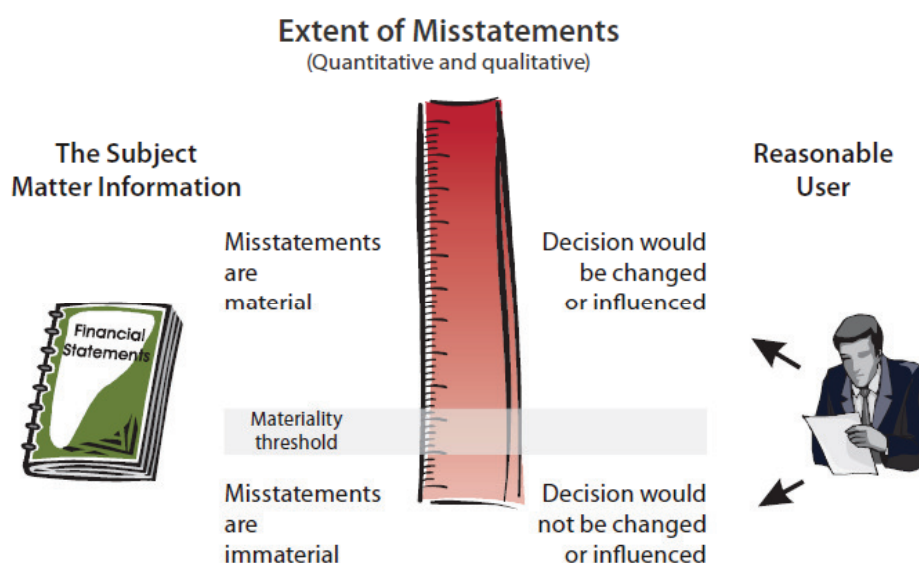 Extent of Misstatements
(Quantitative and qualitative)
The Subject
Matter Information
Reasonable
User
Misstatements
are
material
Decision would
be changed
or influenced
Financial
Statements
Materiality
threshold
Misstatements
are
immaterial
Decision would
not be changed
or influenced